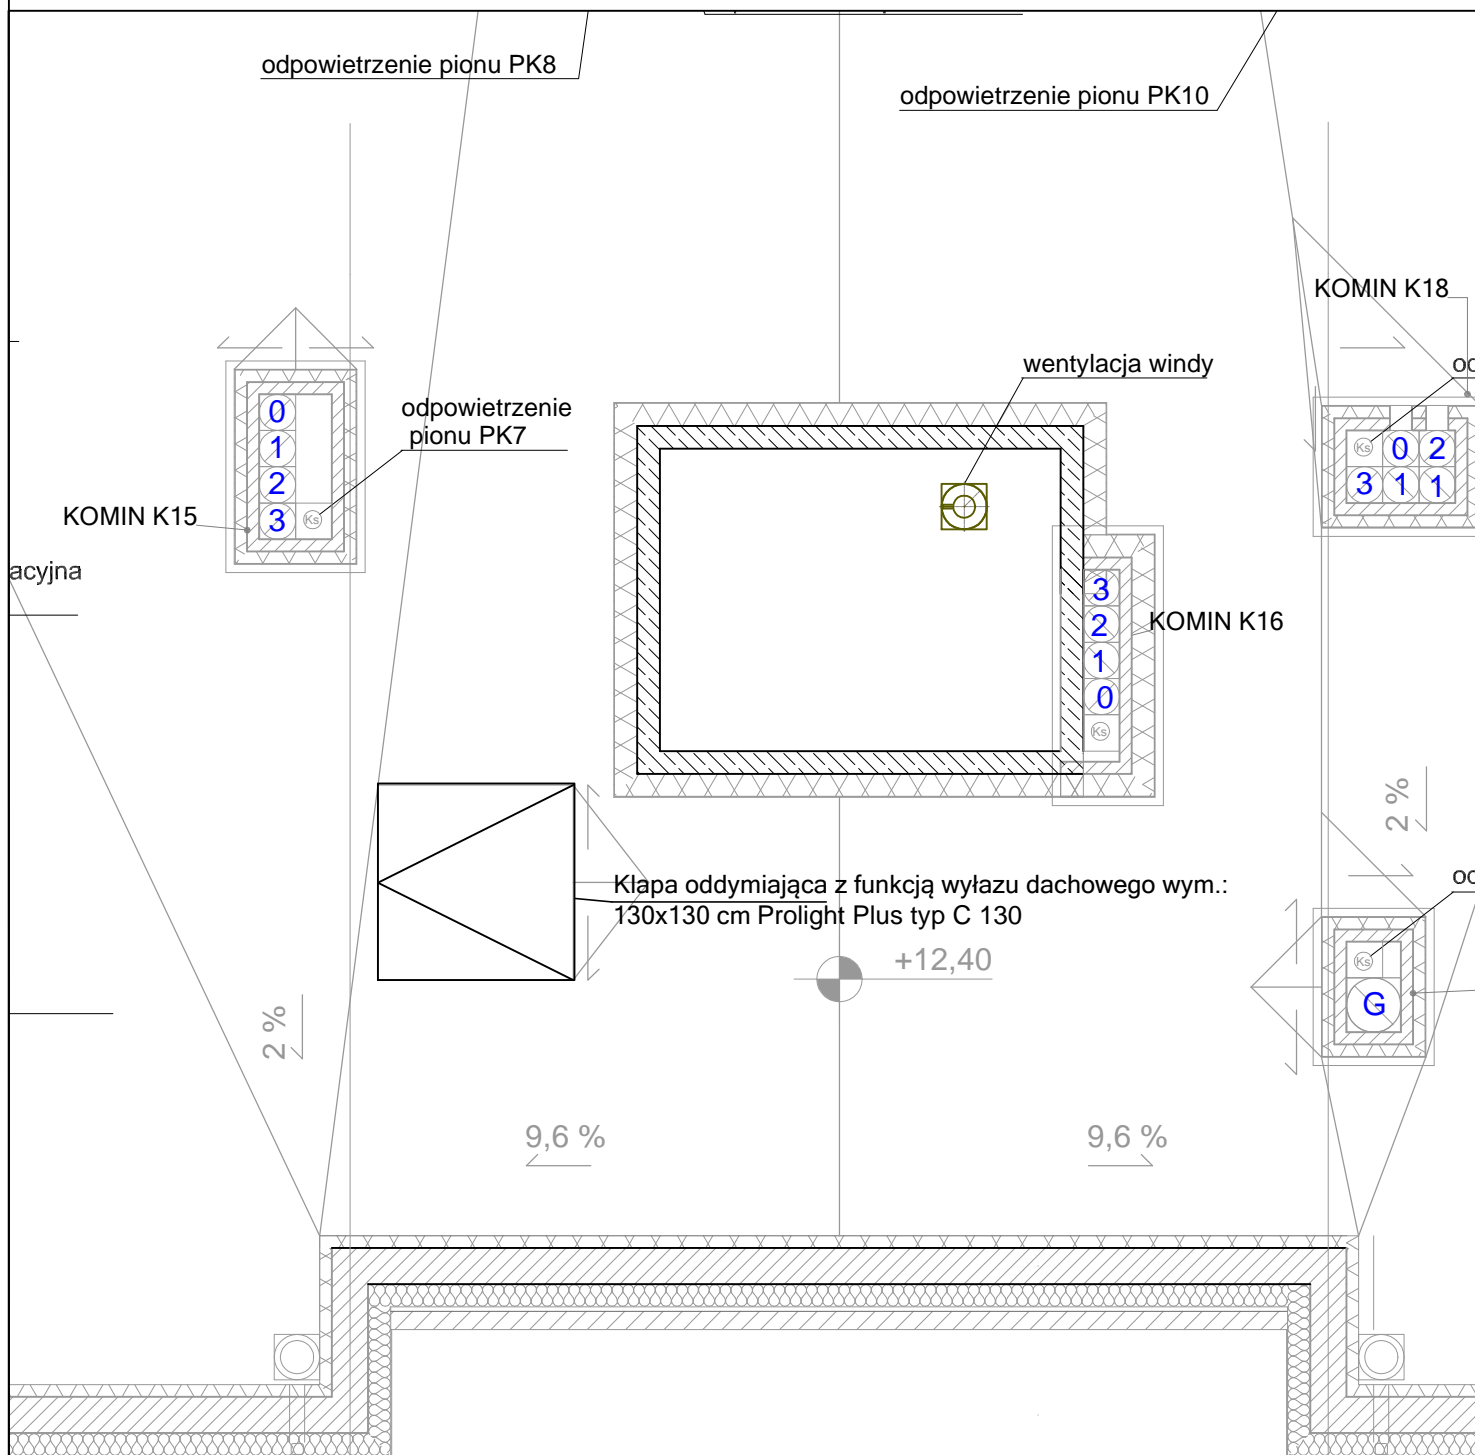 odpowietrzenie pionu PK8
odpowietrzenie pionu PK10
KOMIN K18
wentylacja windy
odpowietrzenie
pionu PK7
0
1
2
3
Ks
KOMIN K15
acyjna
Ks
0
2
3
1
1
3
2
1
0
Ks
KOMIN K16
2 %
Klapa oddymiająca z funkcją wyłazu dachowego wym.:
130x130 cm Prolight Plus typ C 130
+12,40
Ks
G
2 %
9,6 %
9,6 %